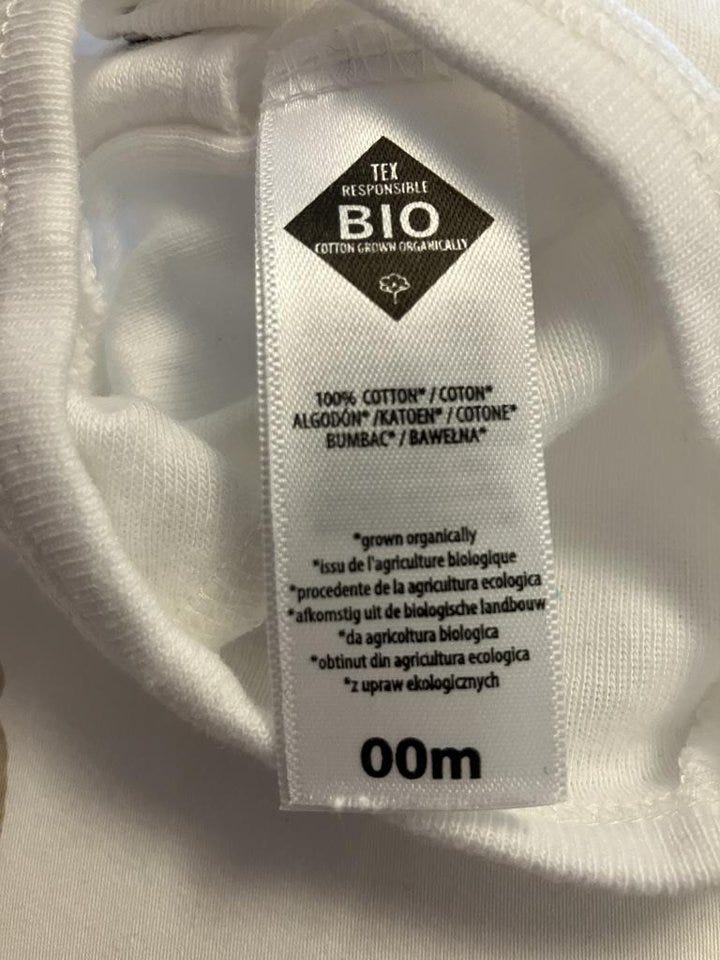 TEX
RESPONSIBLE
BIO
COTTON GROWN ORGANICALLY
100% COTTON* / COTON*
ALGODÓN* /KATOEN* / COTONE*
BUMBAC* / BAWEŁNA*
*grown organically
*issu de l'agriculture biologique
*procedente de la agricultura ecologica
*afkomstig uit de biologische landbouw
*da agricoltura biologica
*obtinut din agricultura ecologica
*z upraw ekologicznych
00m